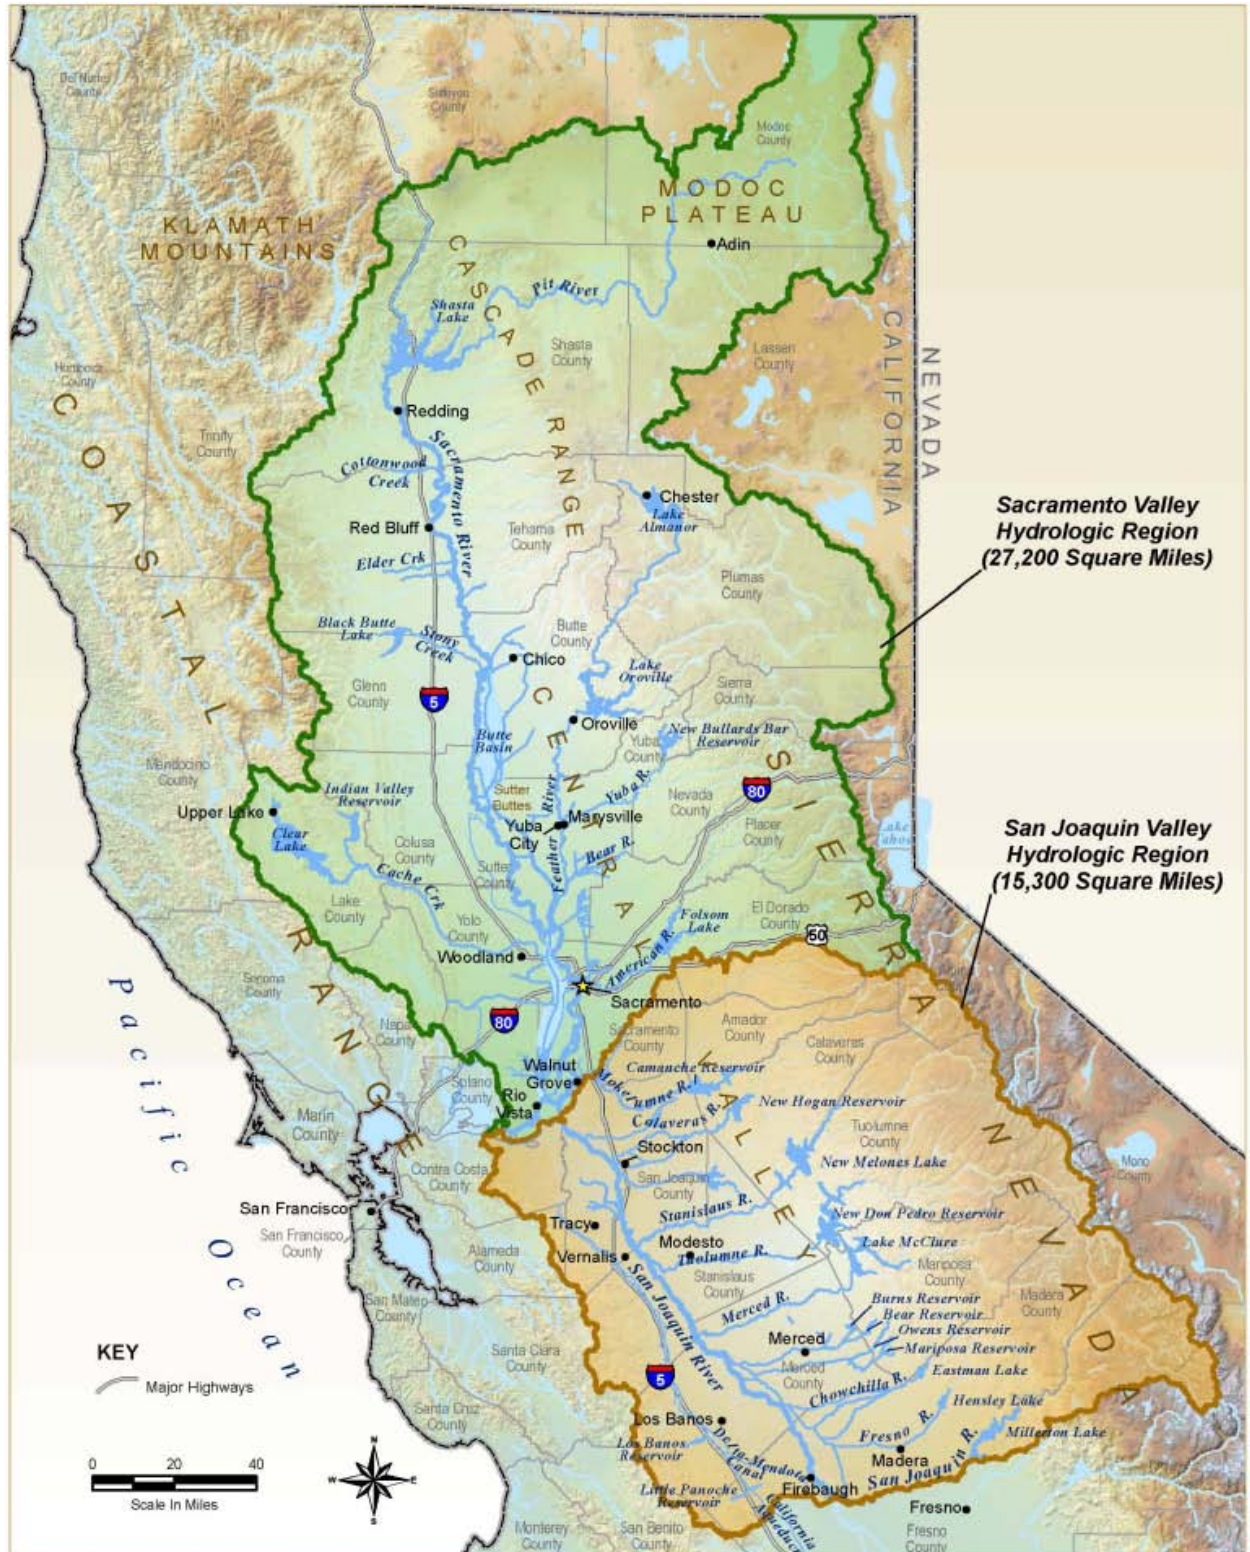 Del Norte
County
Siskiyou
County
Modoc
County
KLAMATH
MOUNTAINS
MODOC
PLATEAU
Adin
CASCADE RANGE
Pit River
Shasta
Lake
Shasta
County
Lassen
County
NEVADA
CALIFORNIA
Humboldt
County
COASTAL RANGE
Redding
Trinity
County
Sacramento River
Cottonwood
Creek
Chester
Lake
Almanor
Red Bluff
Tehama
County
Sacramento Valley
Hydrologic Region
(27,200 Square Miles)
Elder Crk
Plumas
County
Black Butte
Lake
Stony
Creek
Butte
County
Chico
Lake
Oroville
Glenn
County
5
Sierra
County
CENTRAL VALLEY
Oroville
Butte
Basin
Yuba
County
New Bullards Bar
Reservoir
SIERRA NEVADA
Mendocino
County
Indian Valley
Reservoir
Sutter
Buttes
Feather River
Yuba R.
Nevada
County
80
Upper Lake
Clear
Lake
Yuba
City
Marysville
Placer
County
Lake
Tahoe
San Joaquin Valley
Hydrologic Region
(15,300 Square Miles)
Colusa
County
Sutter
County
Bear R.
Cache Crk
Lake
County
Yolo
County
Folsom
Lake
El Dorado
County
50
Woodland
American R.
Sonoma
County
Sacramento
80
Napa
County
Sacramento
County
Amador
County
Calaveras
County
Pacific Ocean
Walnut
Grove
Camanche Reservoir
Solano
County
Mokelumne R.
Rio
Vista
New Hogan Reservoir
Calaveras R.
Marin
County
Tuolumne
County
Stockton
Contra Costa
County
San Joaquin
County
New Melones Lake
Mono
County
San Francisco
San Francisco
County
Stanislaus R.
New Don Pedro Reservoir
Tracy
Modesto
Lake McClure
Vernalis
Tuolumne R.
Alameda
County
Stanislaus
County
Mariposa
County
San Joaquin River
San Mateo
County
Merced R.
Burns Reservoir
Bear Reservoir
Owens Reservoir
Mariposa Reservoir
Madera
County
Merced
Santa Clara
County
Merced
County
Eastman Lake
KEY
Major Highways
5
Chowchilla R.
Hensley Lake
Santa Cruz
County
Los Banos
Fresno R.
Millerton Lake
Los Banos
Reservoir
Delta-Mendota
Canal
Madera
San Joaquin R.
0 20 40
Scale In Miles
N
W E
S
Firebaugh
Little Panoche
Reservoir
California
Aqueduct
Fresno
Monterey
County
San Benito
County
Fresno
County